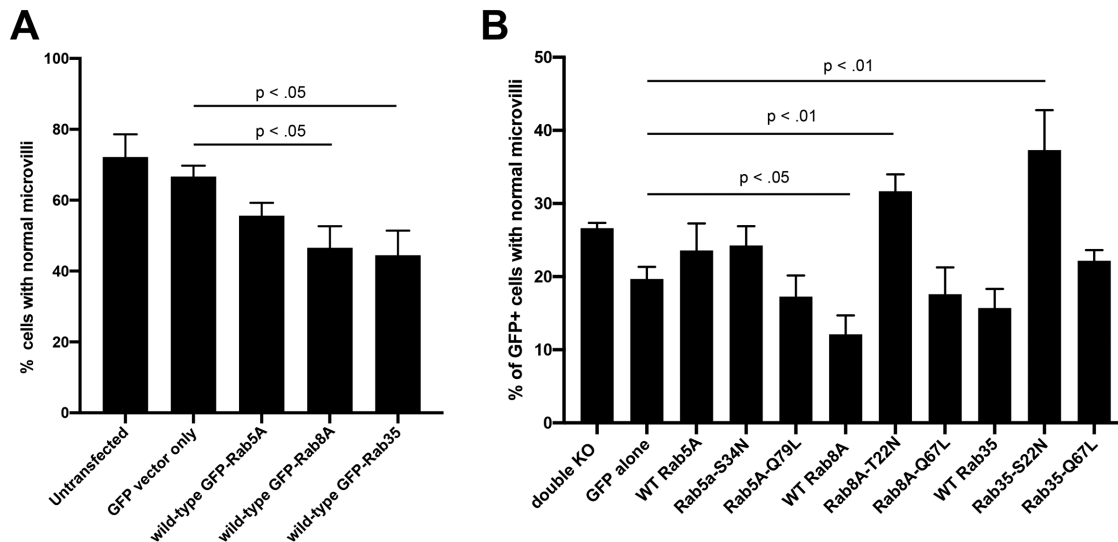 A
% cells with normal microvilli
100
80
60
40
20
0
p < .05
p < .05
Untransfected
GFP vector only
wild-type GFP-Rab5A
wild-type GFP-Rab8A
wild-type GFP-Rab35
B
% of GFP+ cells with normal microvilli
50
40
30
20
10
0
p < .01
p < .01
p < .05
double KO
GFP alone
WT Rab5A
Rab5a-S34N
Rab5A-Q79L
WT Rab8A
Rab8A-T22N
Rab8A-Q67L
WT Rab35
Rab35-S22N
Rab35-Q67L